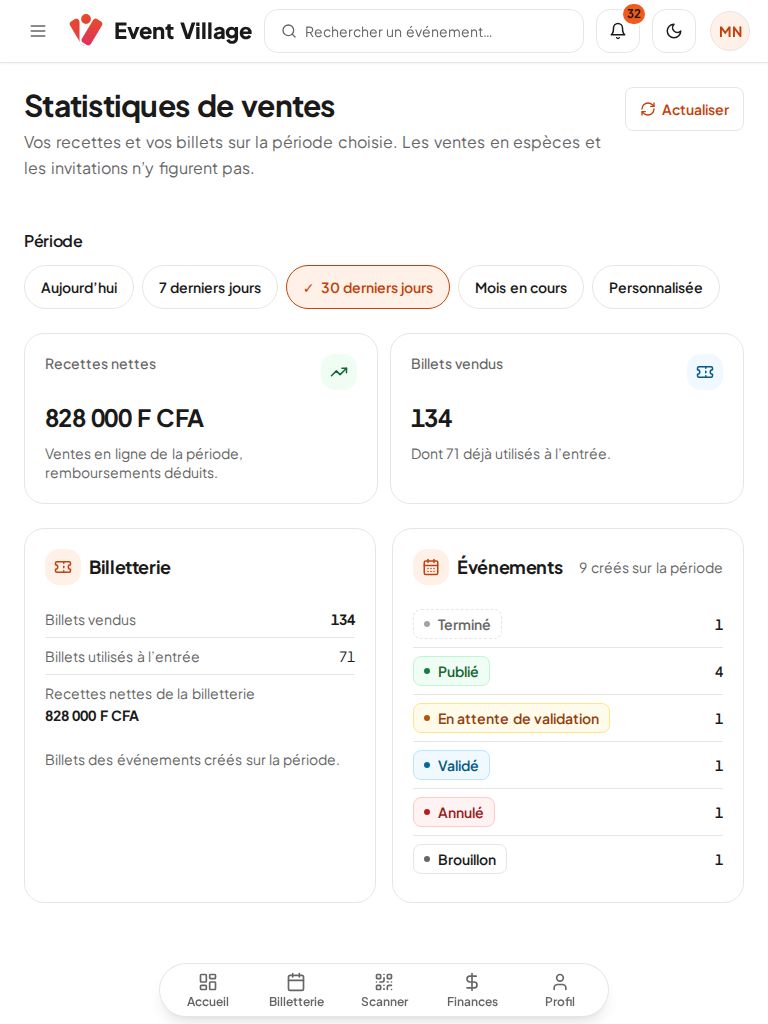 Event Village
Rechercher un événement…
32
MN
Statistiques de ventes
Actualiser
Vos recettes et vos billets sur la période choisie. Les ventes en espèces et
les invitations n’y figurent pas.
Période
Aujourd’hui
7 derniers jours
✓ 30 derniers jours
Mois en cours
Personnalisée
Recettes nettes
828 000 F CFA
Ventes en ligne de la période,
remboursements déduits.
Billets vendus
134
Dont 71 déjà utilisés à l’entrée.
Billetterie
Billets vendus 134
Billets utilisés à l’entrée 71
Recettes nettes de la billetterie
828 000 F CFA
Billets des événements créés sur la période.
Événements 9 créés sur la période
Terminé 1
Publié 4
En attente de validation 1
Validé 1
Annulé 1
Brouillon 1
Accueil
Billetterie
Scanner
Finances
Profil